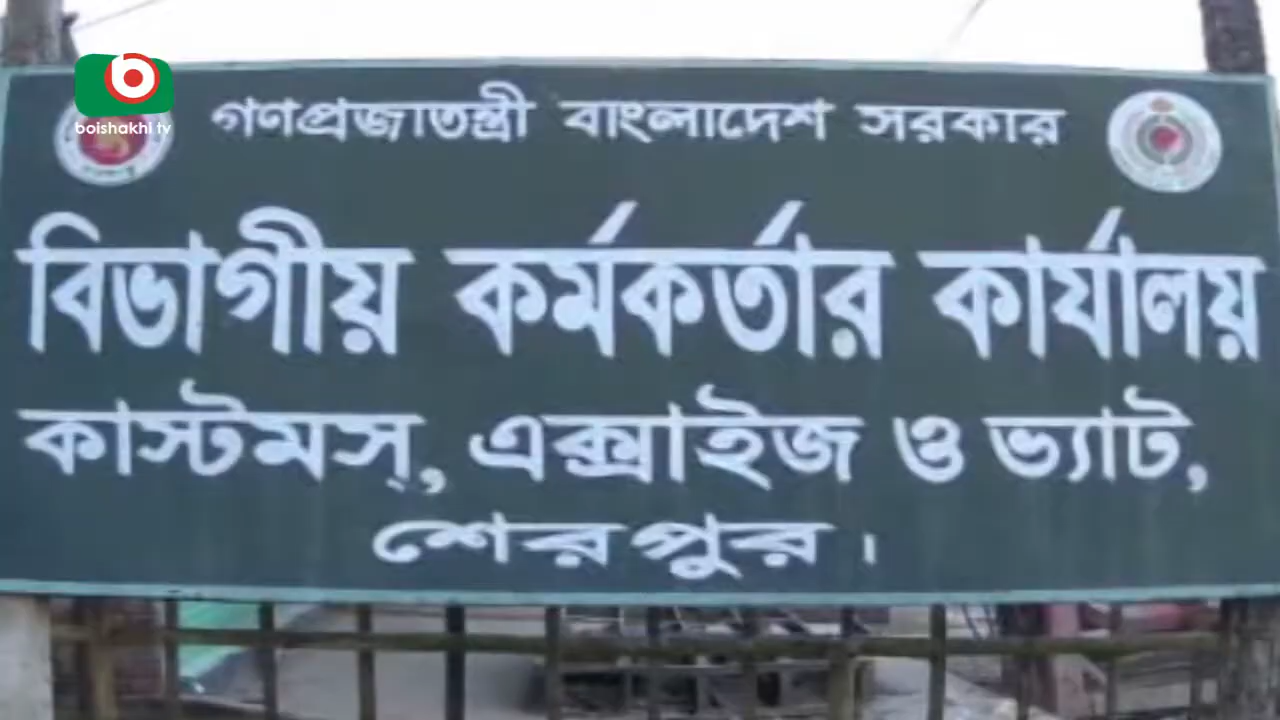 boishakhi tv
গণপ্রজাতন্ত্রী বাংলাদেশ সরকার
বিভাগীয় কর্মকর্তার কার্যালয়
কাস্টমস্, এক্সাইজ ও ভ্যাট,
শেরপুর।